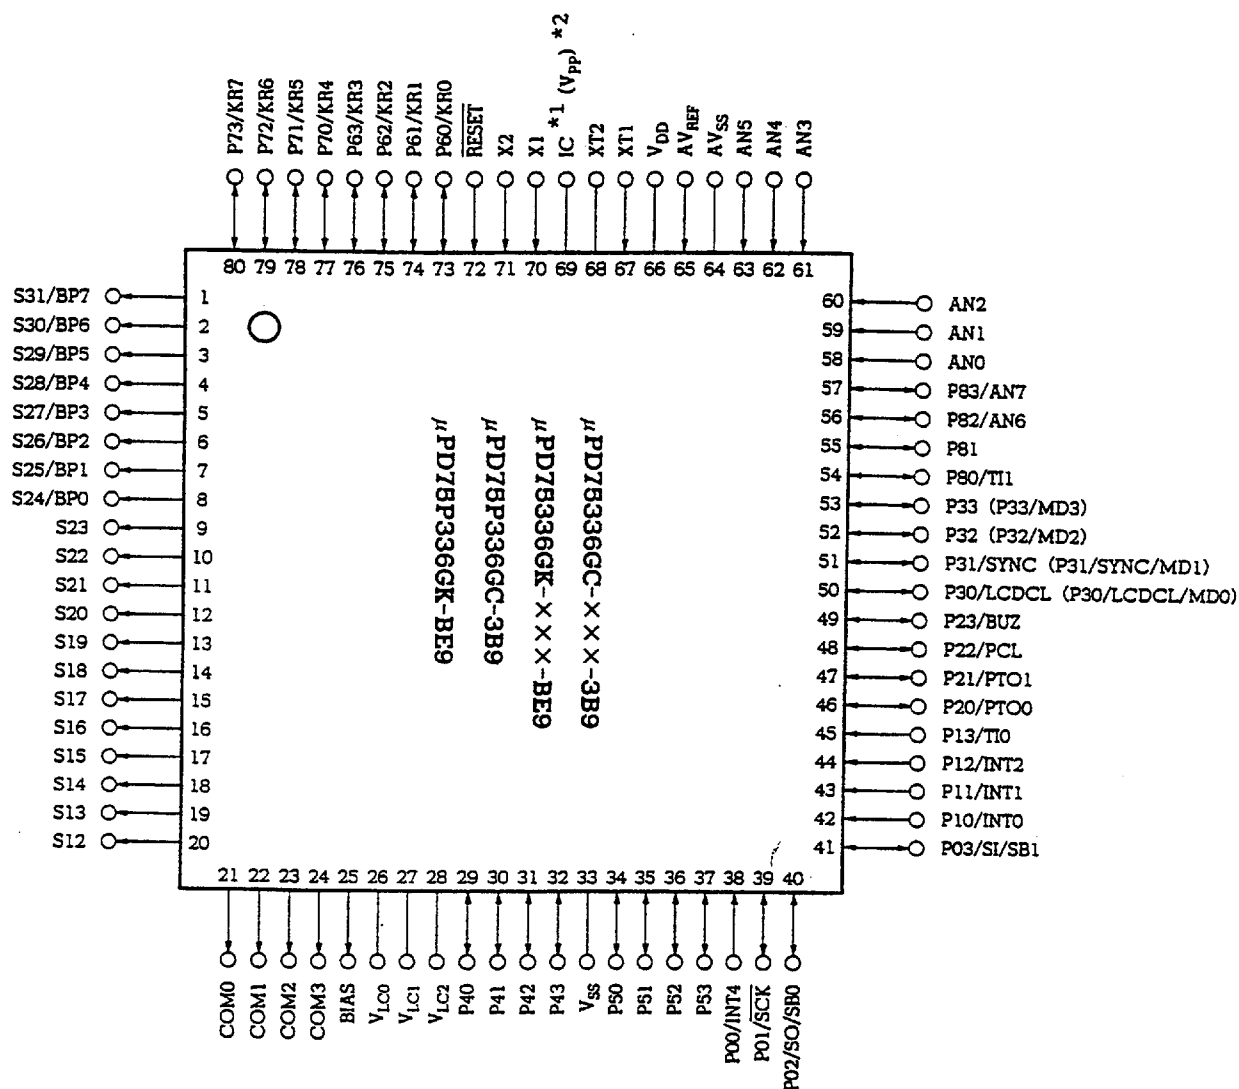 P73/KR7
P72/KR6
P71/KR5
P70/KR4
P63/KR3
P62/KR2
P61/KR1
P60/KR0
RESET
X2
X1
IC *1 (VPP) *2
XT2
XT1
VDD
AVREF
AVSS
AN5
AN4
AN3
80 79 78 77 76 75 74 73 72 71 70 69 68 67 66 65 64 63 62 61
S31/BP7 1
S30/BP6 2
S29/BP5 3
S28/BP4 4
S27/BP3 5
S26/BP2 6
S25/BP1 7
S24/BP0 8
S23 9
S22 10
S21 11
S20 12
S19 13
S18 14
S17 15
S16 16
S15 17
S14 18
S13 19
S12 20
μPD75336GC-×××-3B9
μPD75336GK-×××-BE9
μPD75P336GC-3B9
μPD75P336GK-BE9
60 AN2
59 AN1
58 AN0
57 P83/AN7
56 P82/AN6
55 P81
54 P80/TI1
53 P33 (P33/MD3)
52 P32 (P32/MD2)
51 P31/SYNC (P31/SYNC/MD1)
50 P30/LCDCL (P30/LCDCL/MD0)
49 P23/BUZ
48 P22/PCL
47 P21/PTO1
46 P20/PTO0
45 P13/TI0
44 P12/INT2
43 P11/INT1
42 P10/INT0
41 P03/SI/SB1
21 22 23 24 25 26 27 28 29 30 31 32 33 34 35 36 37 38 39 40
COM0
COM1
COM2
COM3
BIAS
VLC0
VLC1
VLC2
P40
P41
P42
P43
VSS
P50
P51
P52
P53
P00/INT4
P01/SCK
P02/SO/SB0